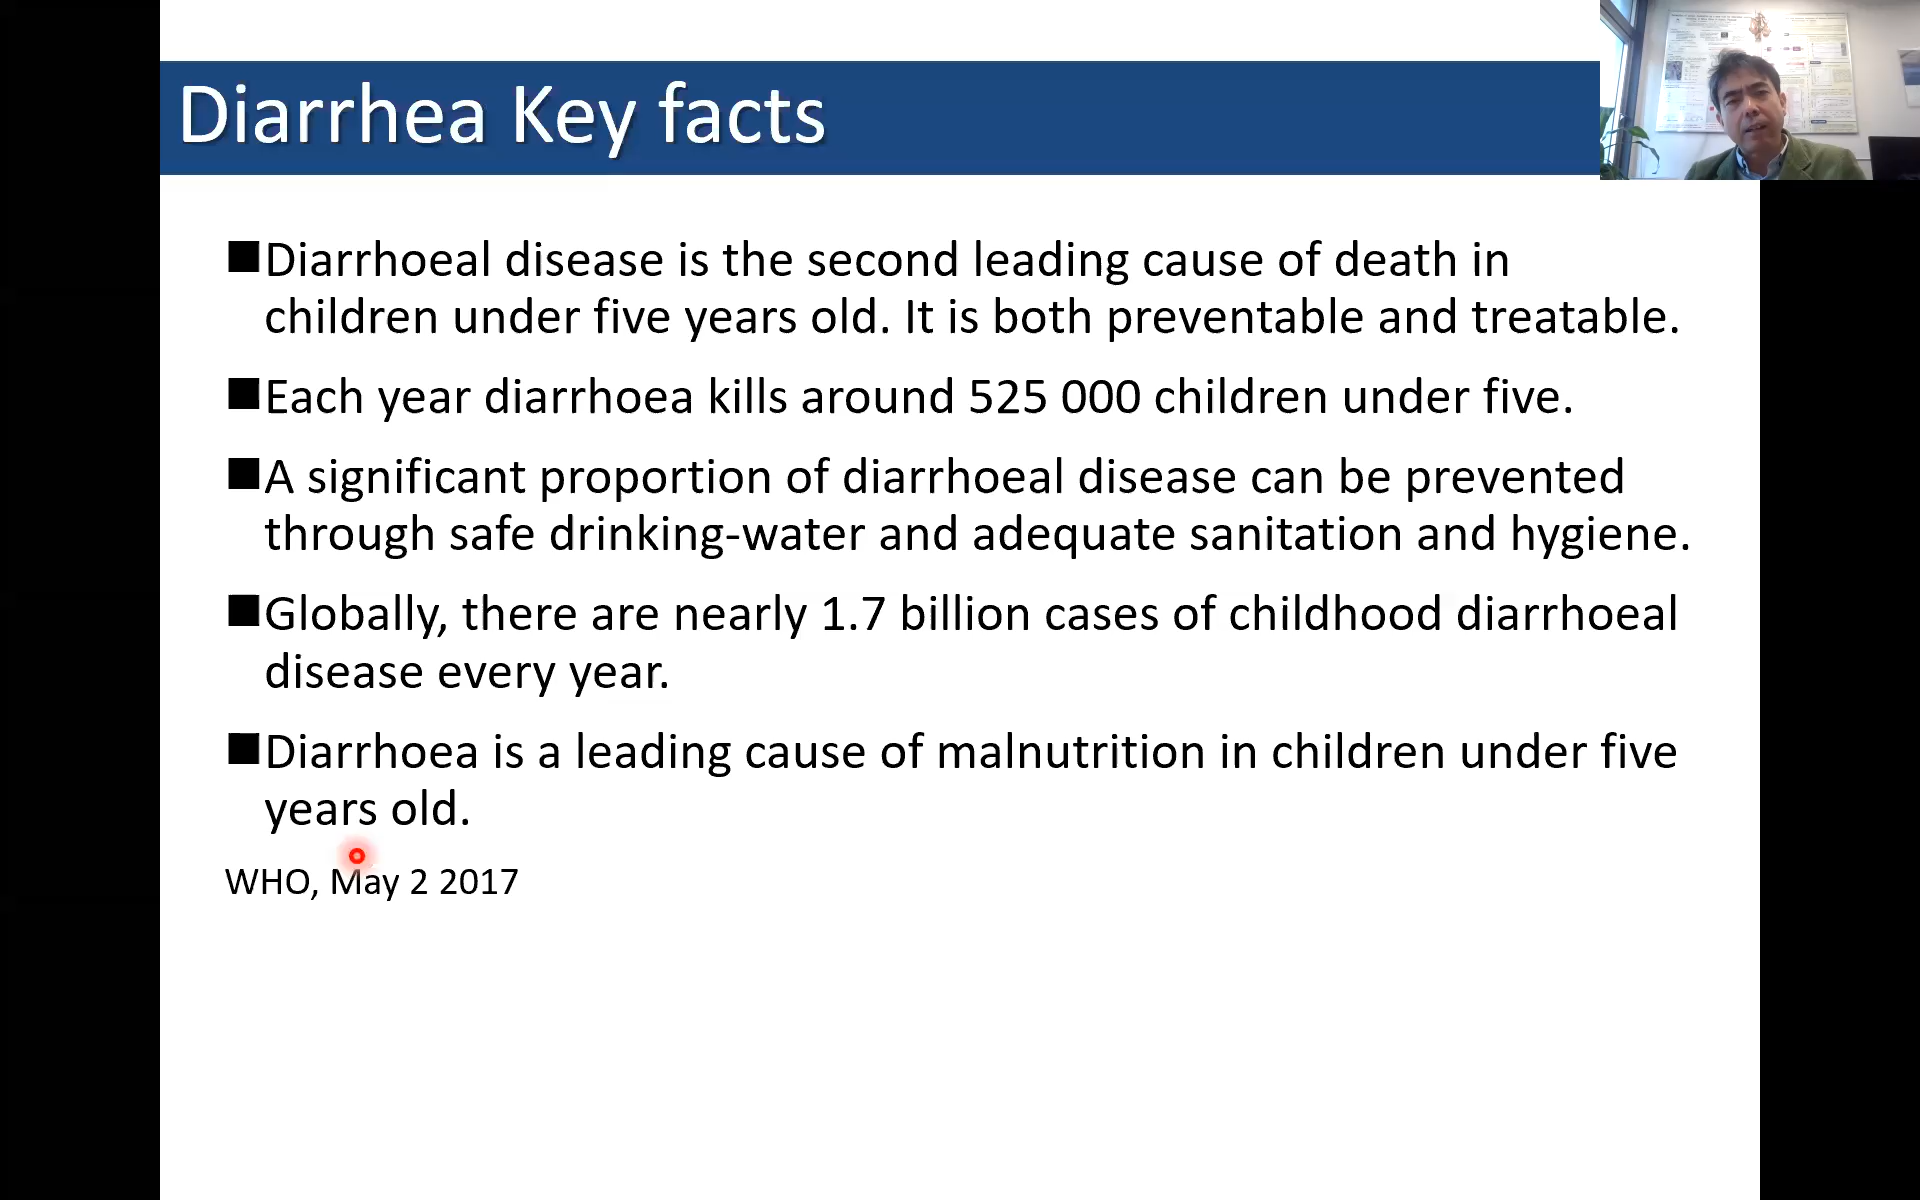 Diarrhea Key facts
■Diarrhoeal disease is the second leading cause of death in
children under five years old. It is both preventable and treatable.
■Each year diarrhoea kills around 525 000 children under five.
■A significant proportion of diarrhoeal disease can be prevented
through safe drinking-water and adequate sanitation and hygiene.
■Globally, there are nearly 1.7 billion cases of childhood diarrhoeal
disease every year.
■Diarrhoea is a leading cause of malnutrition in children under five
years old.
WHO, May 2 2017